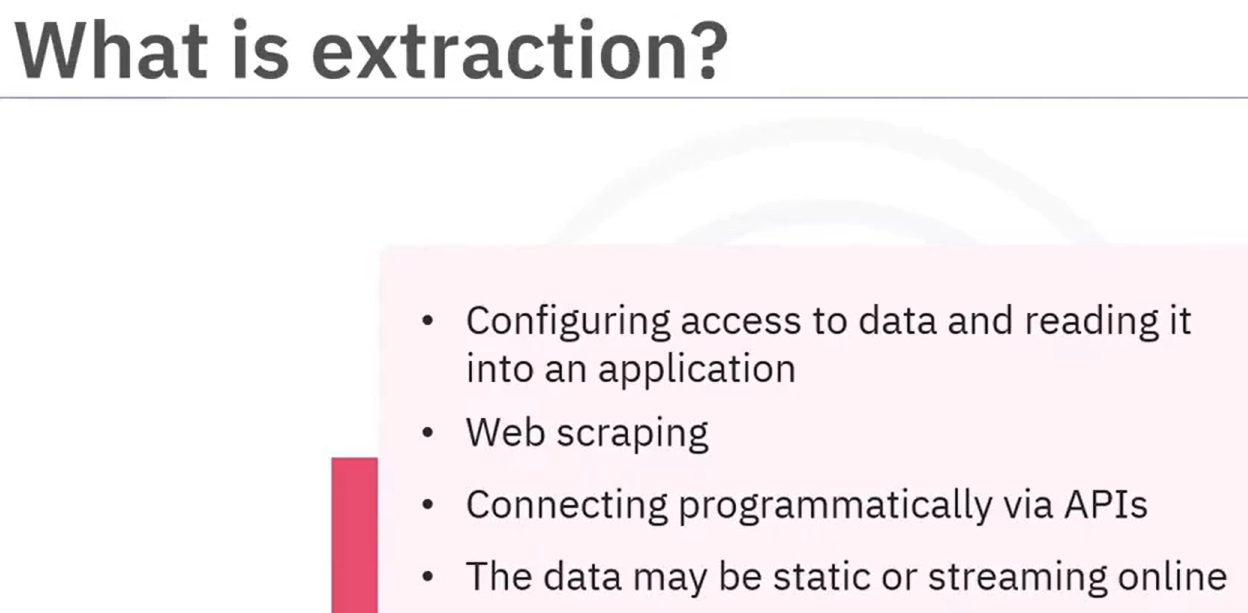 What is extraction?
• Configuring access to data and reading it
into an application
• Web scraping
• Connecting programmatically via APIs
• The data may be static or streaming online